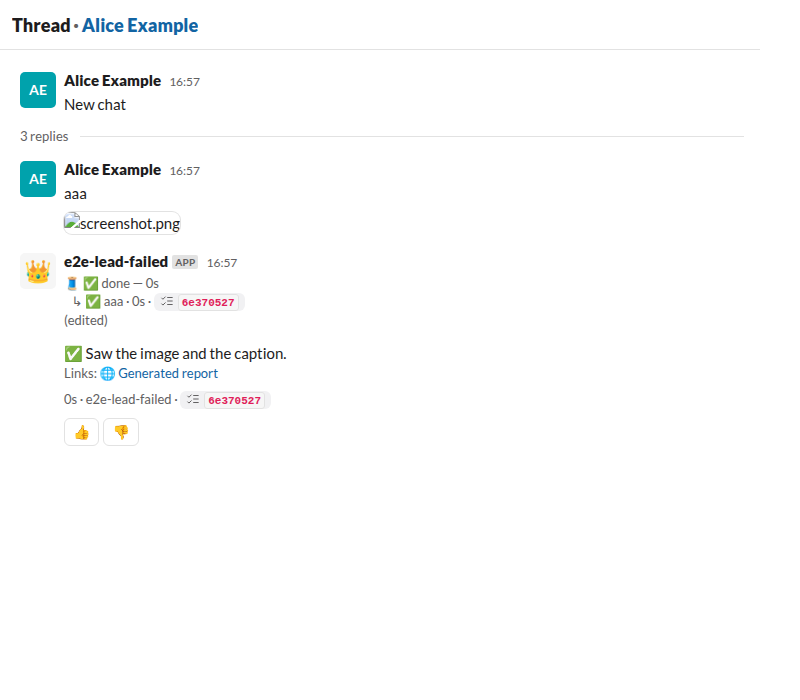 Thread · Alice Example
AE
Alice Example 16:57
New chat
3 replies
AE
Alice Example 16:57
aaa
screenshot.png
e2e-lead-failed APP 16:57
🧵 ✅ done — 0s
↳ ✅ aaa · 0s · 6e370527
(edited)
✅ Saw the image and the caption.
Links: 🌐 Generated report
0s · e2e-lead-failed · 6e370527
👍 👎